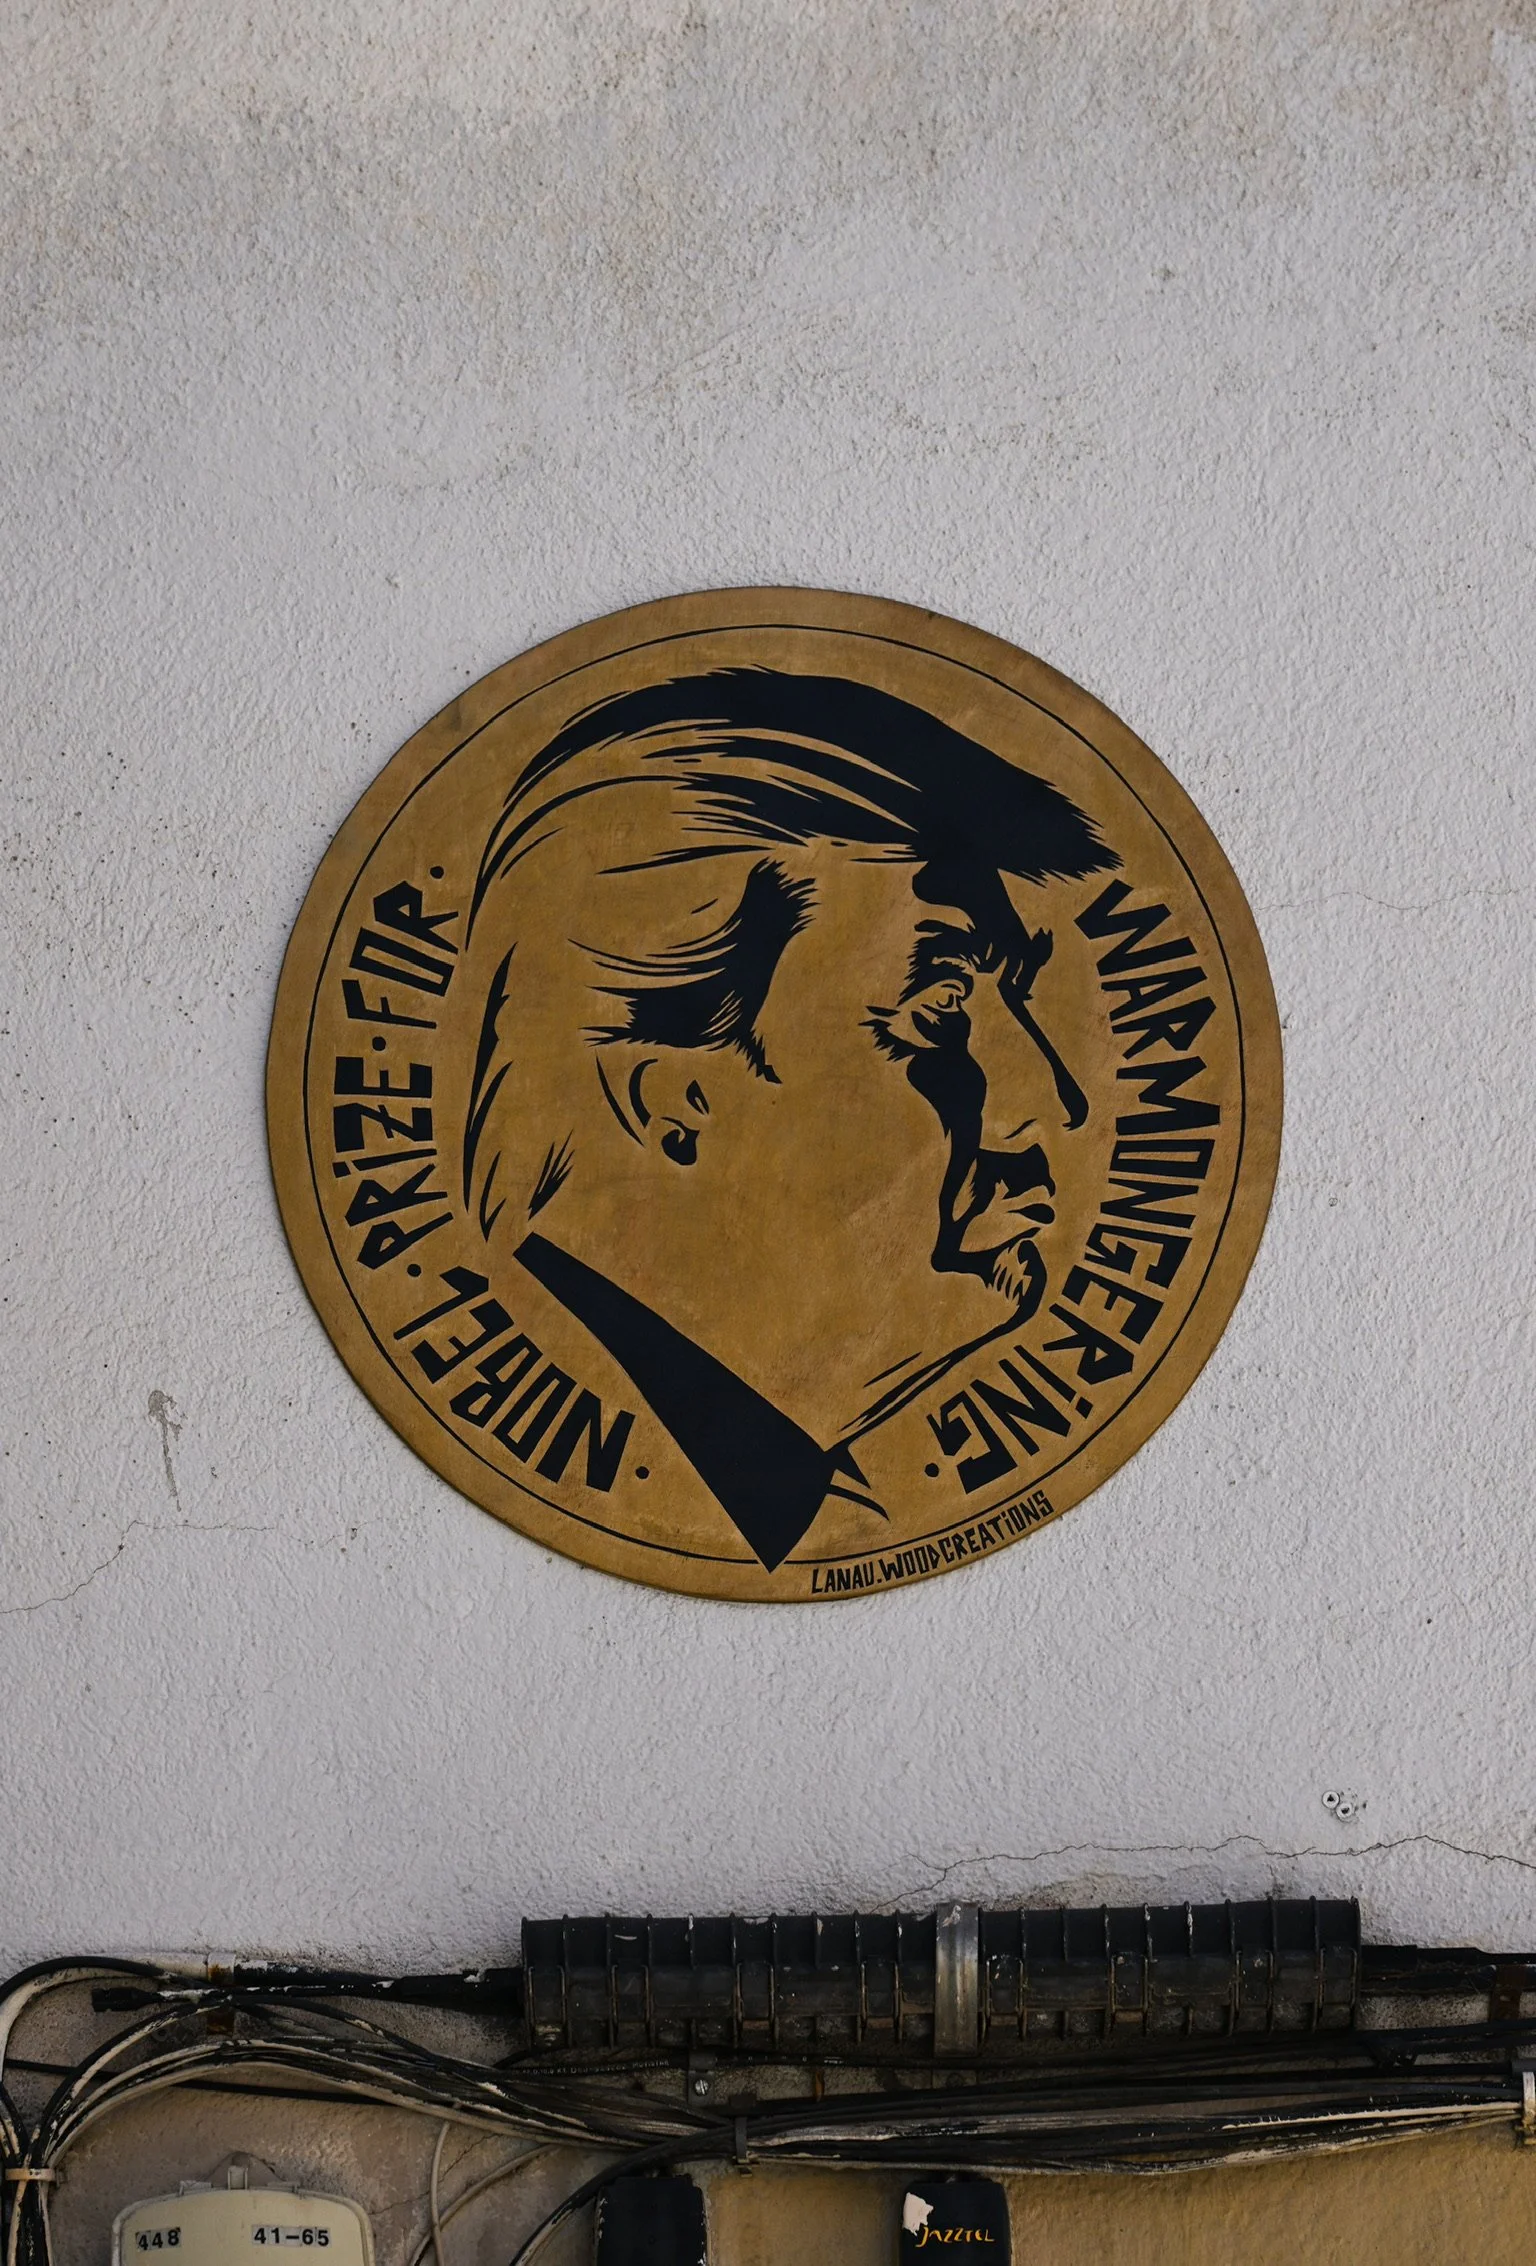 · NOBEL · PRiZE · FOR ·
WARMONGERiNG ·
LANAU.WOODCREATiONS
448
41-65
JAZZTEL